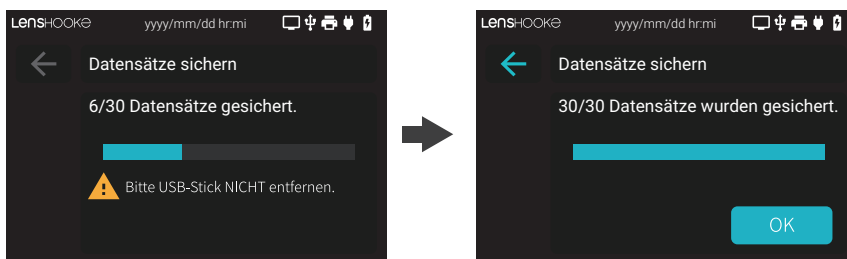 LENSHOOKE yyyy/mm/dd hr:mi
Datensätze sichern
6/30 Datensätze gesichert.
Bitte USB-Stick NICHT entfernen.
LENSHOOKE yyyy/mm/dd hr:mi
Datensätze sichern
30/30 Datensätze wurden gesichert.
OK